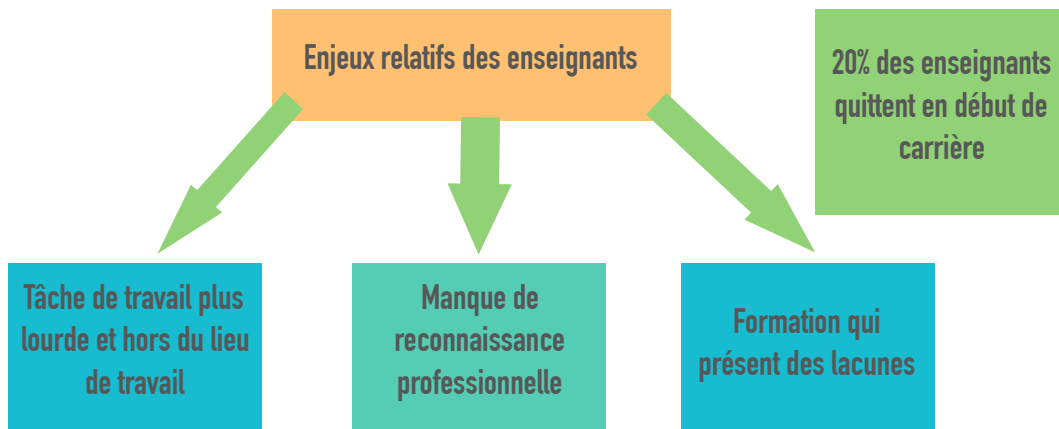 Enjeux relatifs des enseignants
20% des enseignants
quittent en début de
carrière
Tâche de travail plus
lourde et hors du lieu
de travail
Manque de
reconnaissance
professionnelle
Formation qui
présent des lacunes